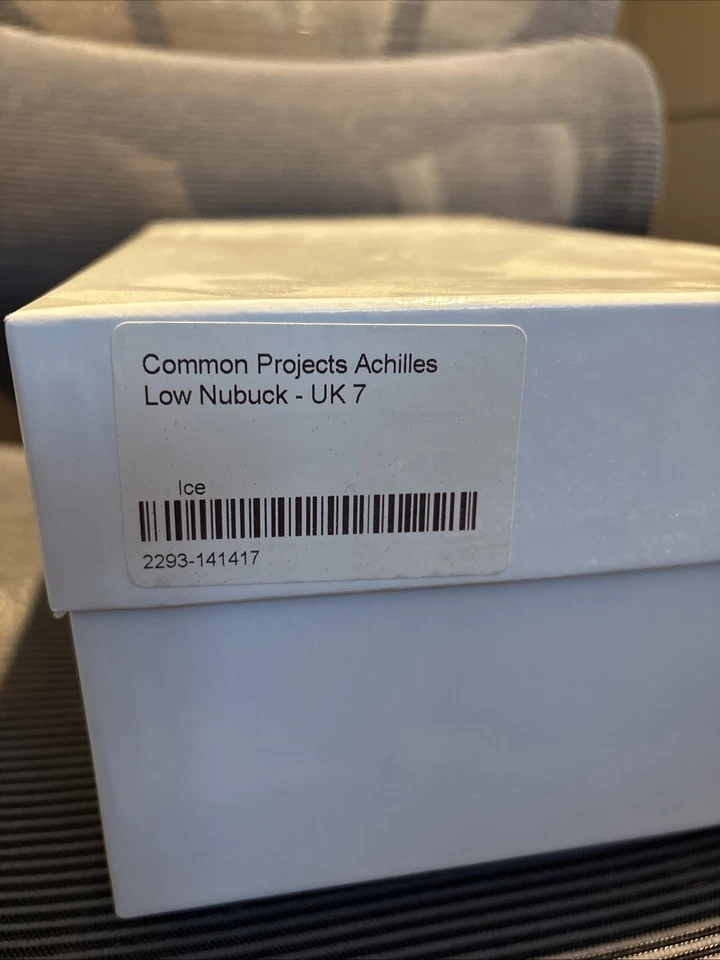 Common Projects Achilles
Low Nubuck - UK 7
Ice
2293-141417